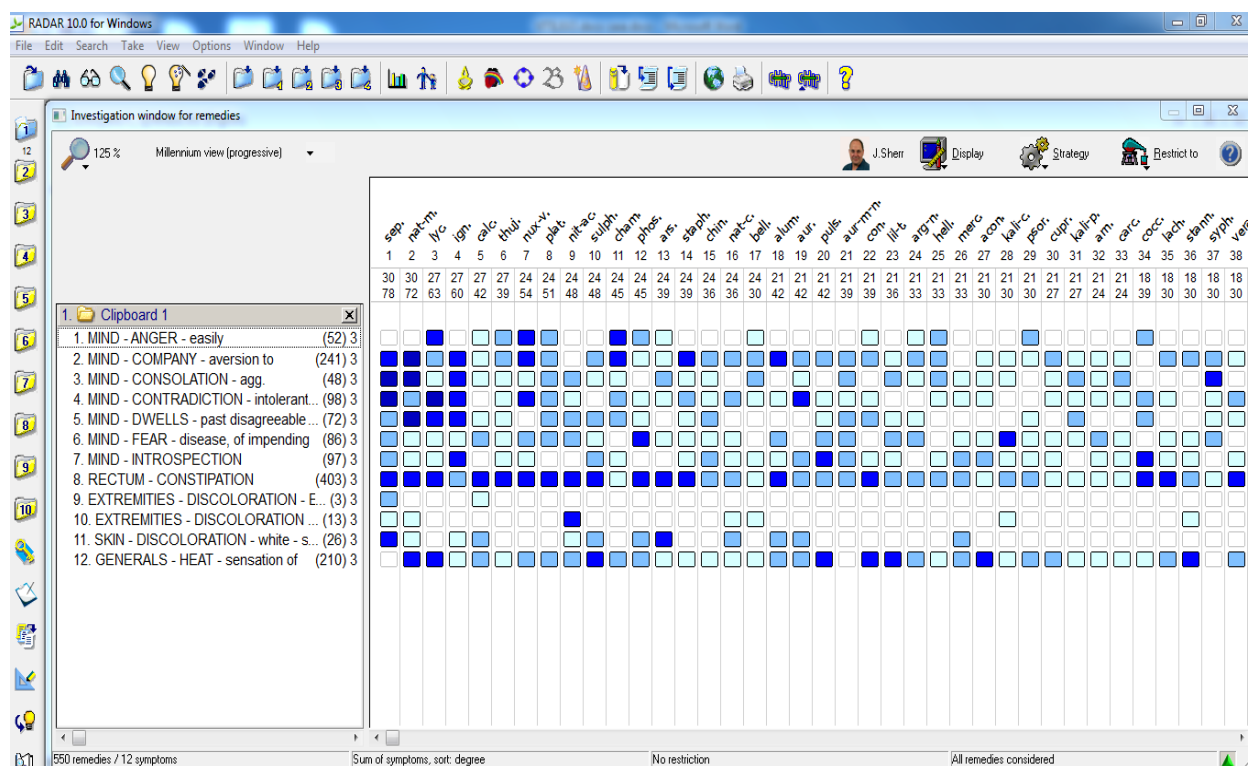 RADAR 10.0 for Windows
File Edit Search Take View Options Window Help
Investigation window for remedies
125 % Millennium view (progressive) J.Sherr Display Strategy Restrict to
sep. nat-m. lyc. ign. calc. thuj. nux-v. plat. nit-ac. sulph. cham. phos. ars. staph. chin. nat-c. bell. alum. aur. puls. aur-m-n. con. lil-t. arg-n. hell. merc. acon. kali-c. psor. cupr. kali-p. arn. carc. cocc. lach. stann. syph. vera
1 2 3 4 5 6 7 8 9 10 11 12 13 14 15 16 17 18 19 20 21 22 23 24 25 26 27 28 29 30 31 32 33 34 35 36 37 38
30 30 27 27 27 27 24 24 24 24 24 24 24 24 24 24 24 21 21 21 21 21 21 21 21 21 21 21 21 21 21 21 21 18 18 18 18 18
78 72 63 60 42 39 54 51 48 48 45 45 39 39 36 36 30 42 42 42 39 39 36 33 33 33 30 30 30 27 27 24 24 39 30 30 30 30
1. Clipboard 1
1. MIND - ANGER - easily (52) 3
2. MIND - COMPANY - aversion to (241) 3
3. MIND - CONSOLATION - agg. (48) 3
4. MIND - CONTRADICTION - intolerant... (98) 3
5. MIND - DWELLS - past disagreeable ... (72) 3
6. MIND - FEAR - disease, of impending (86) 3
7. MIND - INTROSPECTION (97) 3
8. RECTUM - CONSTIPATION (403) 3
9. EXTREMITIES - DISCOLORATION - E... (3) 3
10. EXTREMITIES - DISCOLORATION ... (13) 3
11. SKIN - DISCOLORATION - white - s... (26) 3
12. GENERALS - HEAT - sensation of (210) 3
1
12
2
3
4
5
6
7
8
9
10
550 remedies / 12 symptoms Sum of symptoms, sort: degree No restriction All remedies considered